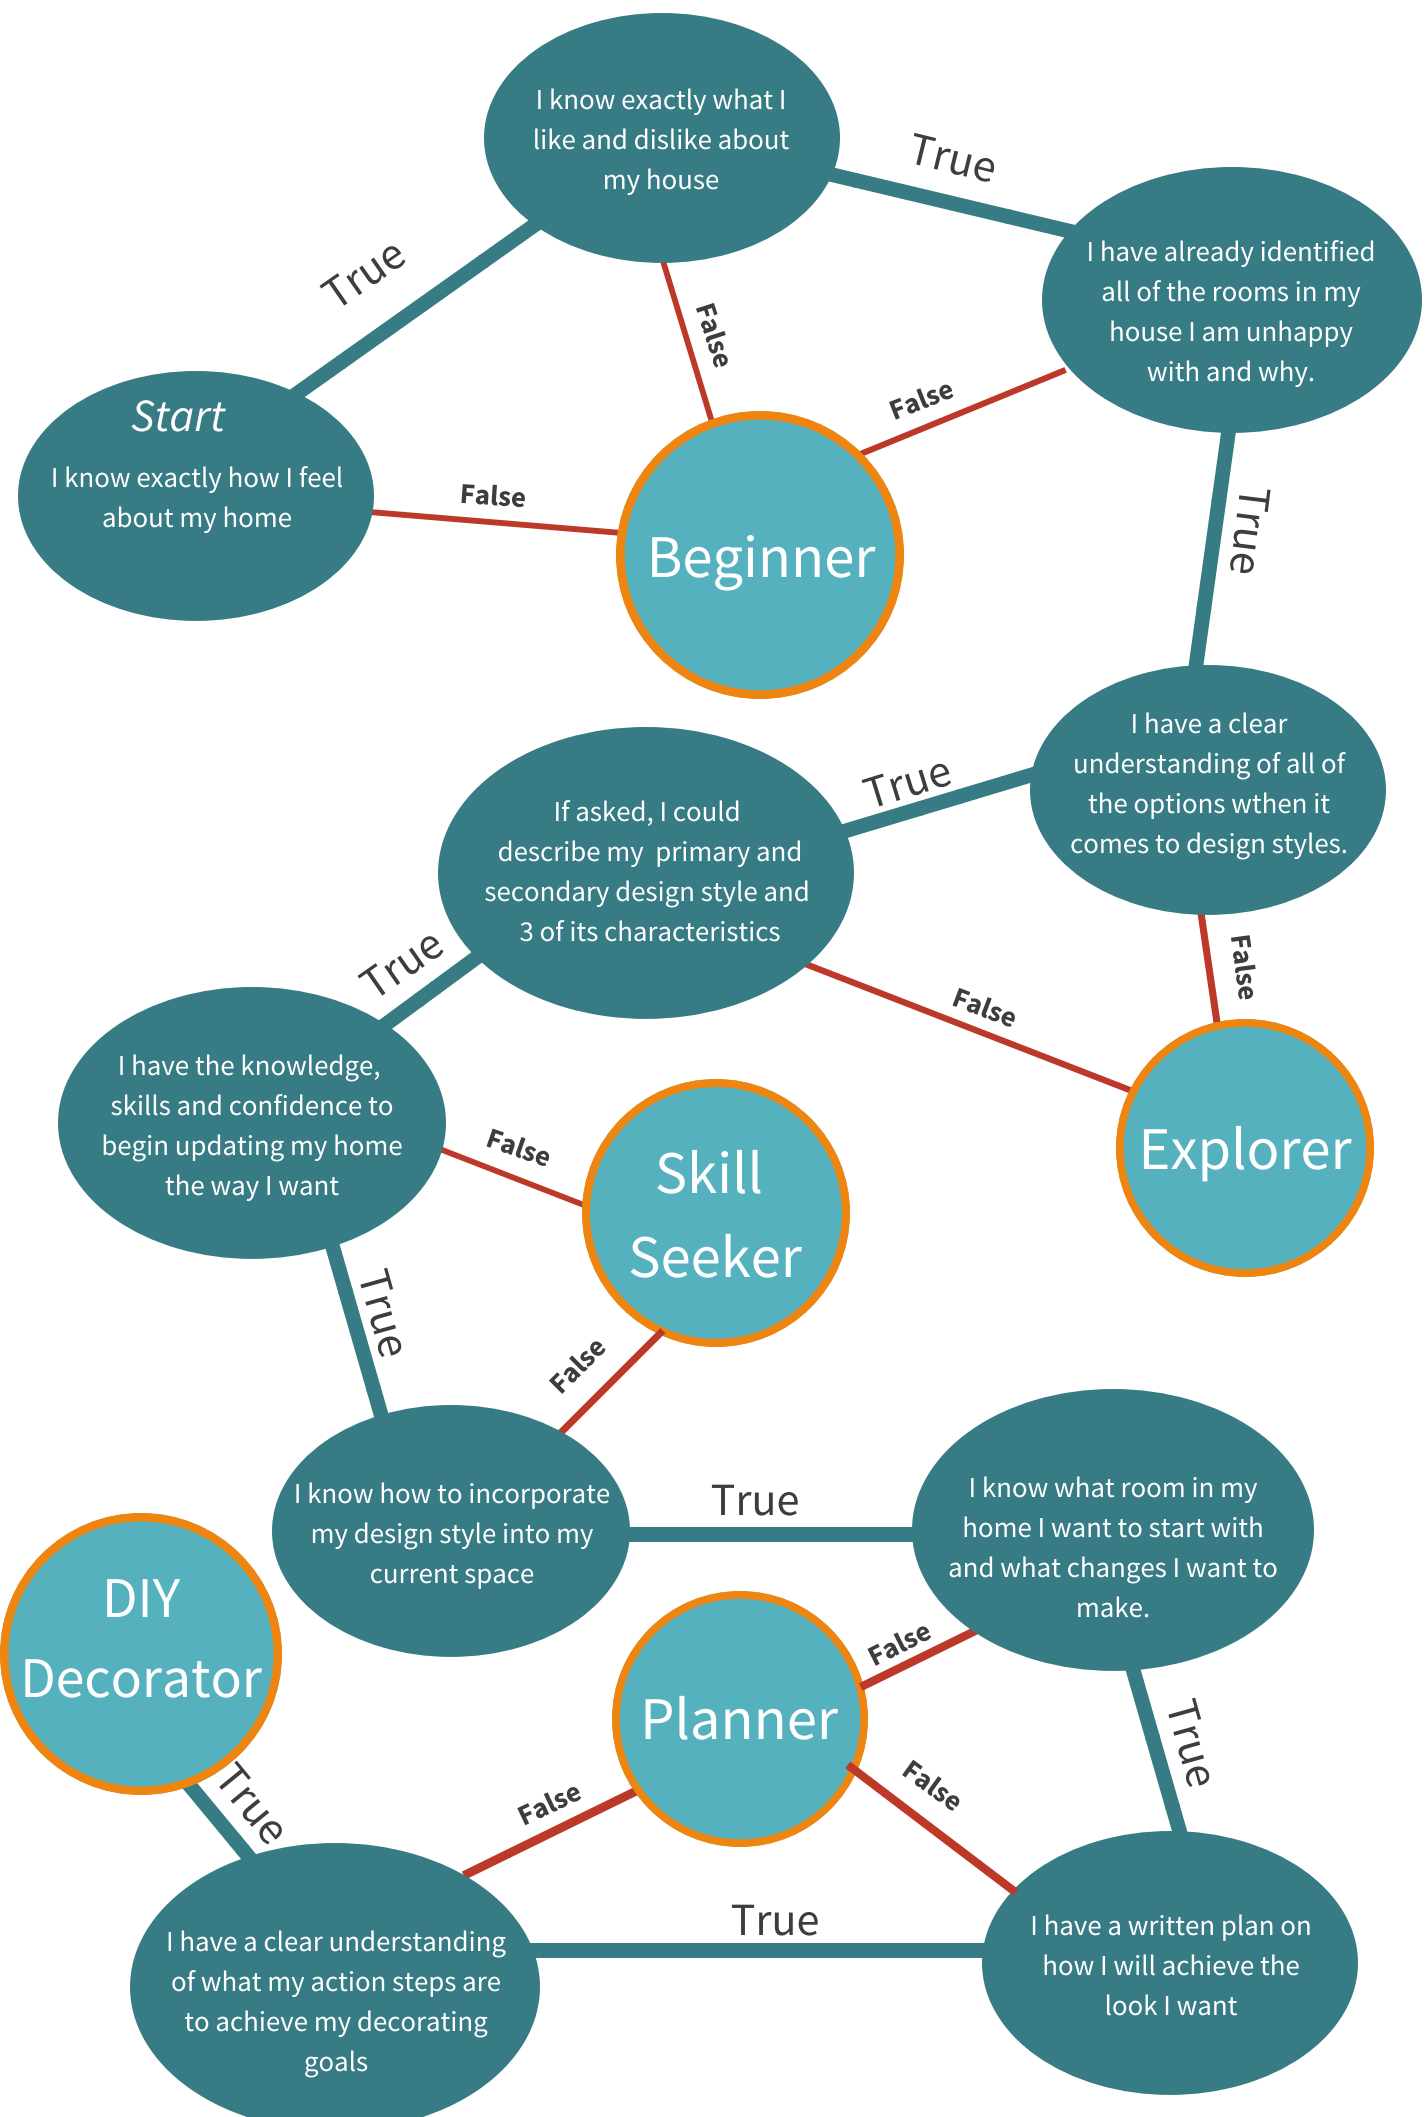 I know exactly what I
like and dislike about
my house
True
I have already identified
all of the rooms in my
house I am unhappy
with and why.
True
False
False
Start
I know exactly how I feel
about my home
False
Beginner
True
I have a clear
understanding of all of
the options wthen it
comes to design styles.
True
If asked, I could
describe my primary and
secondary design style and
3 of its characteristics
False
False
Explorer
True
I have the knowledge,
skills and confidence to
begin updating my home
the way I want
False
Skill
Seeker
True
False
I know how to incorporate
my design style into my
current space
True
I know what room in my
home I want to start with
and what changes I want to
make.
DIY
Decorator
Planner
False
True
False
False
True
True
I have a written plan on
how I will achieve the
look I want
I have a clear understanding
of what my action steps are
to achieve my decorating
goals